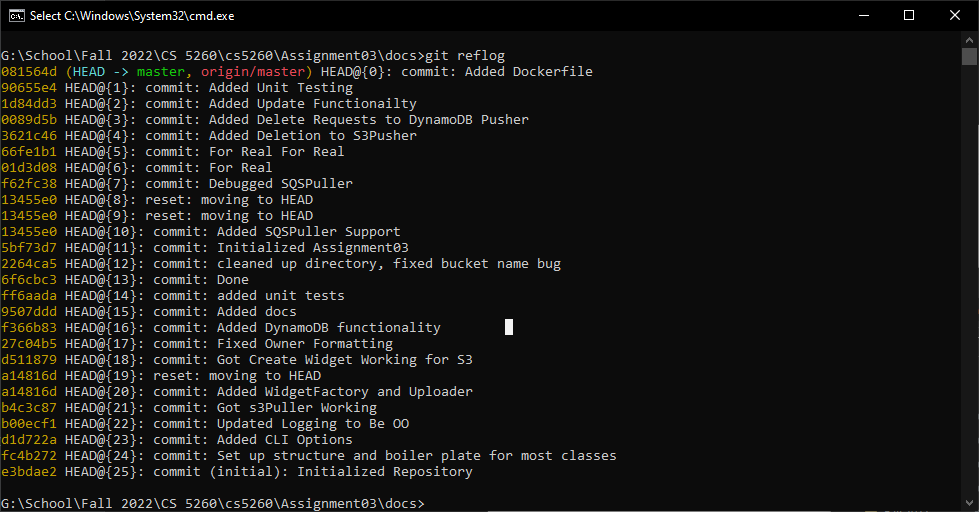 Select C:\Windows\System32\cmd.exe
G:\School\Fall 2022\CS 5260\cs5260\Assignment03\docs>git reflog
081564d (HEAD -> master, origin/master) HEAD@{0}: commit: Added Dockerfile
90655e4 HEAD@{1}: commit: Added Unit Testing
1d84dd3 HEAD@{2}: commit: Added Update Functionailty
0089d5b HEAD@{3}: commit: Added Delete Requests to DynamoDB Pusher
3621c46 HEAD@{4}: commit: Added Deletion to S3Pusher
66fe1b1 HEAD@{5}: commit: For Real For Real
01d3d08 HEAD@{6}: commit: For Real
f62fc38 HEAD@{7}: commit: Debugged SQSPuller
13455e0 HEAD@{8}: reset: moving to HEAD
13455e0 HEAD@{9}: reset: moving to HEAD
13455e0 HEAD@{10}: commit: Added SQSPuller Support
5bf73d7 HEAD@{11}: commit: Initialized Assignment03
2264ca5 HEAD@{12}: commit: cleaned up directory, fixed bucket name bug
6f6cbc3 HEAD@{13}: commit: Done
ff6aada HEAD@{14}: commit: added unit tests
9507ddd HEAD@{15}: commit: Added docs
f366b83 HEAD@{16}: commit: Added DynamoDB functionality
27c04b5 HEAD@{17}: commit: Fixed Owner Formatting
d511879 HEAD@{18}: commit: Got Create Widget Working for S3
a14816d HEAD@{19}: reset: moving to HEAD
a14816d HEAD@{20}: commit: Added WidgetFactory and Uploader
b4c3c87 HEAD@{21}: commit: Got s3Puller Working
b00ecf1 HEAD@{22}: commit: Updated Logging to Be OO
d1d722a HEAD@{23}: commit: Added CLI Options
fc4b272 HEAD@{24}: commit: Set up structure and boiler plate for most classes
e3bdae2 HEAD@{25}: commit (initial): Initialized Repository
G:\School\Fall 2022\CS 5260\cs5260\Assignment03\docs>